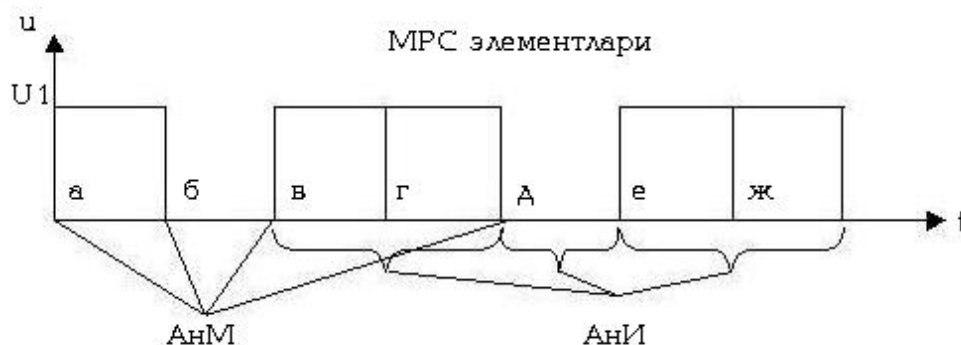 u
МРС элементлари
U1
а б в г д е ж
t
АнМ АнИ